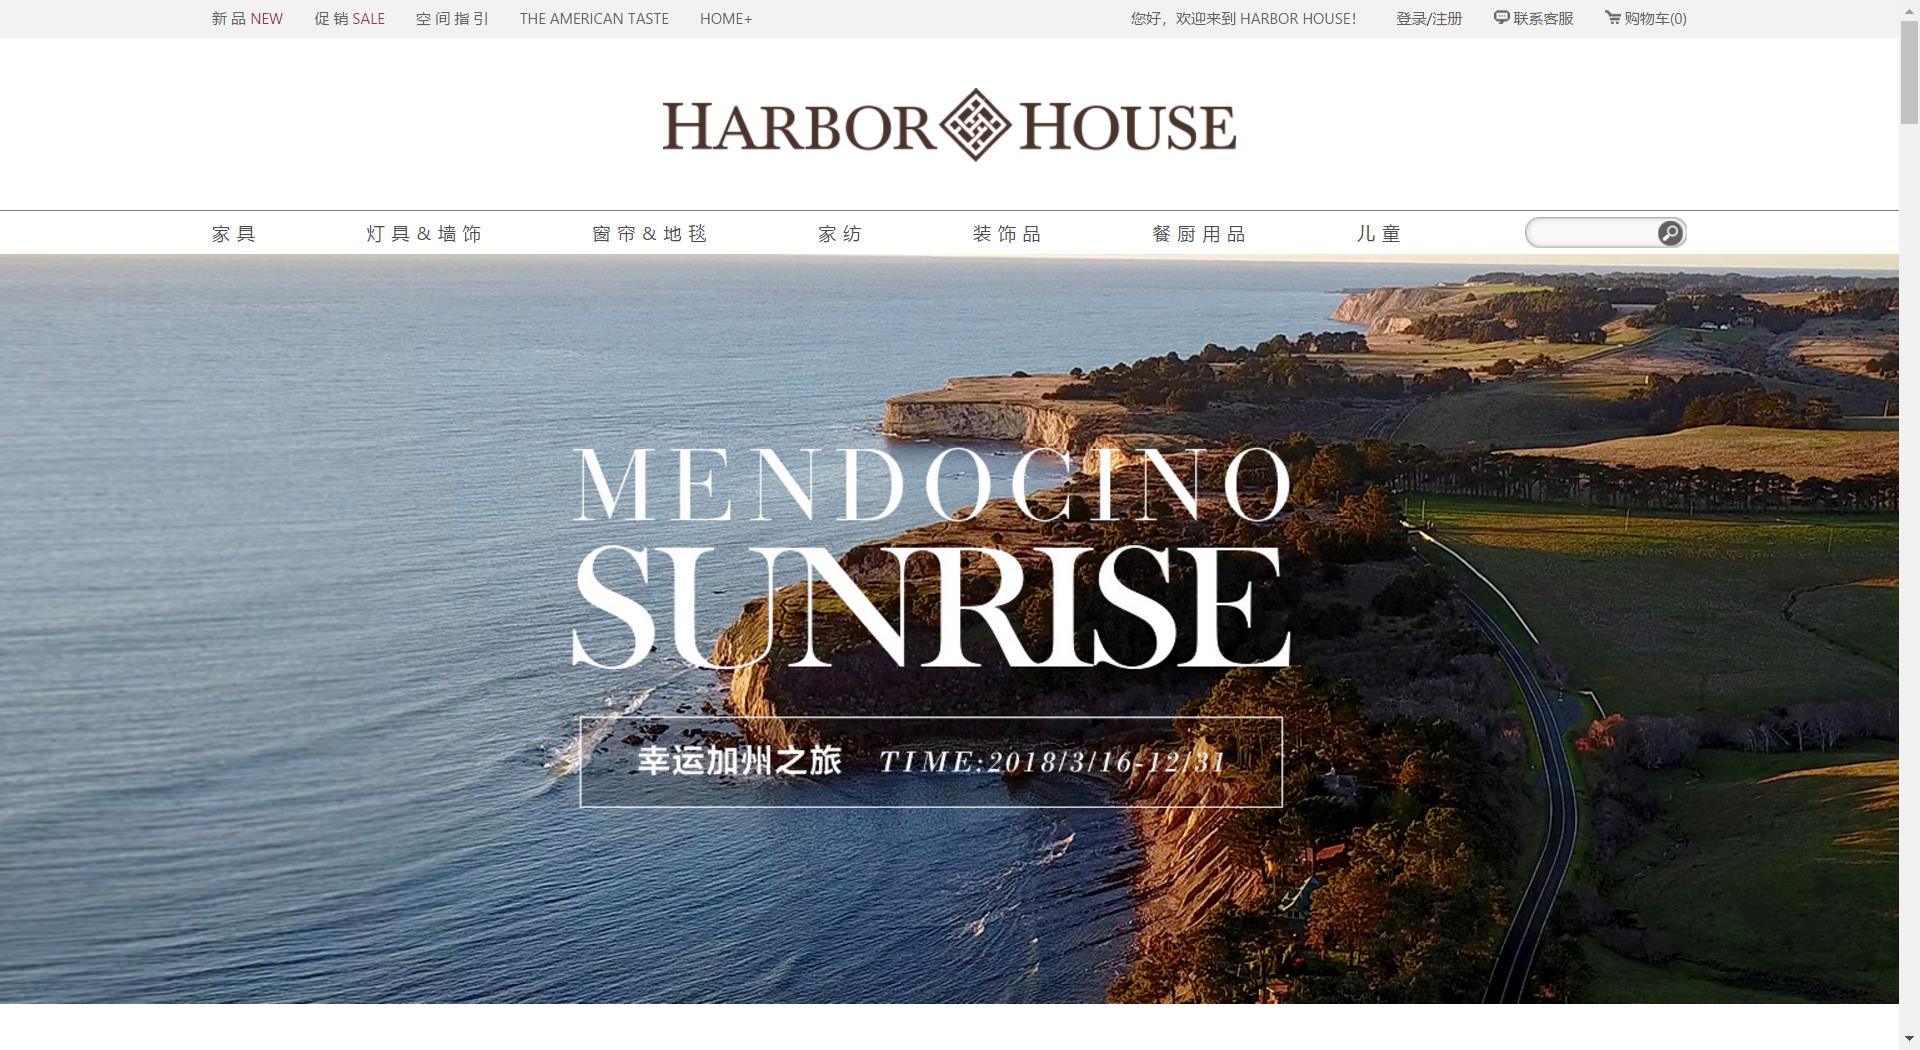 新 品 NEW 促 销 SALE 空 间 指 引 THE AMERICAN TASTE HOME+ 您好，欢迎来到 HARBOR HOUSE! 登录/注册 联系客服 购物车(0)
HARBOR HOUSE
家 具 灯 具 & 墙 饰 窗 帘 & 地 毯 家 纺 装 饰 品 餐 厨 用 品 儿 童
MENDOCINO
SUNRISE
幸运加州之旅 TIME:2018/3/16-12/31